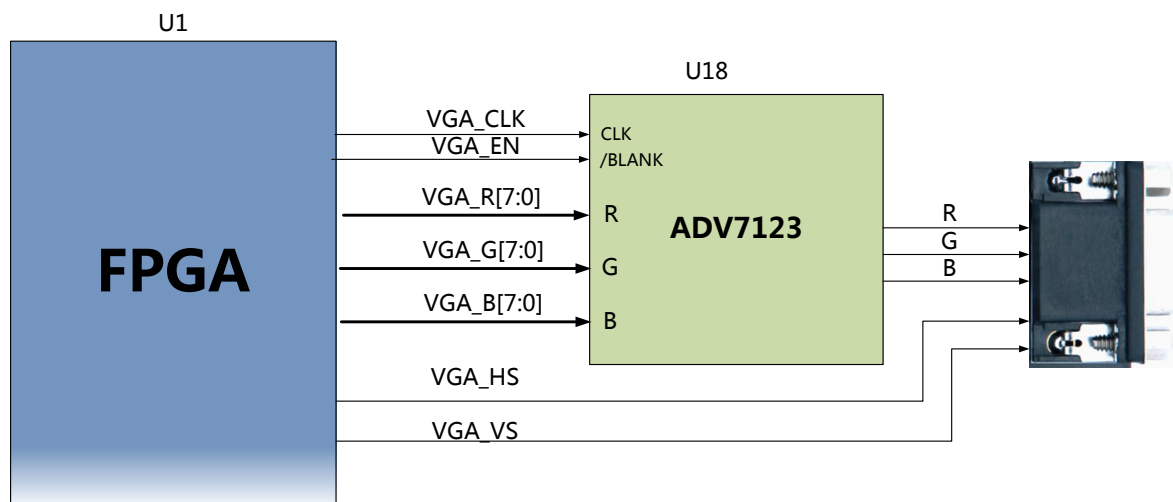 U1
U18
VGA_CLK
CLK
VGA_EN
/BLANK
VGA_R[7:0]
R
ADV7123
R
VGA_G[7:0]
G
G
FPGA
B
VGA_B[7:0]
B
VGA_HS
VGA_VS